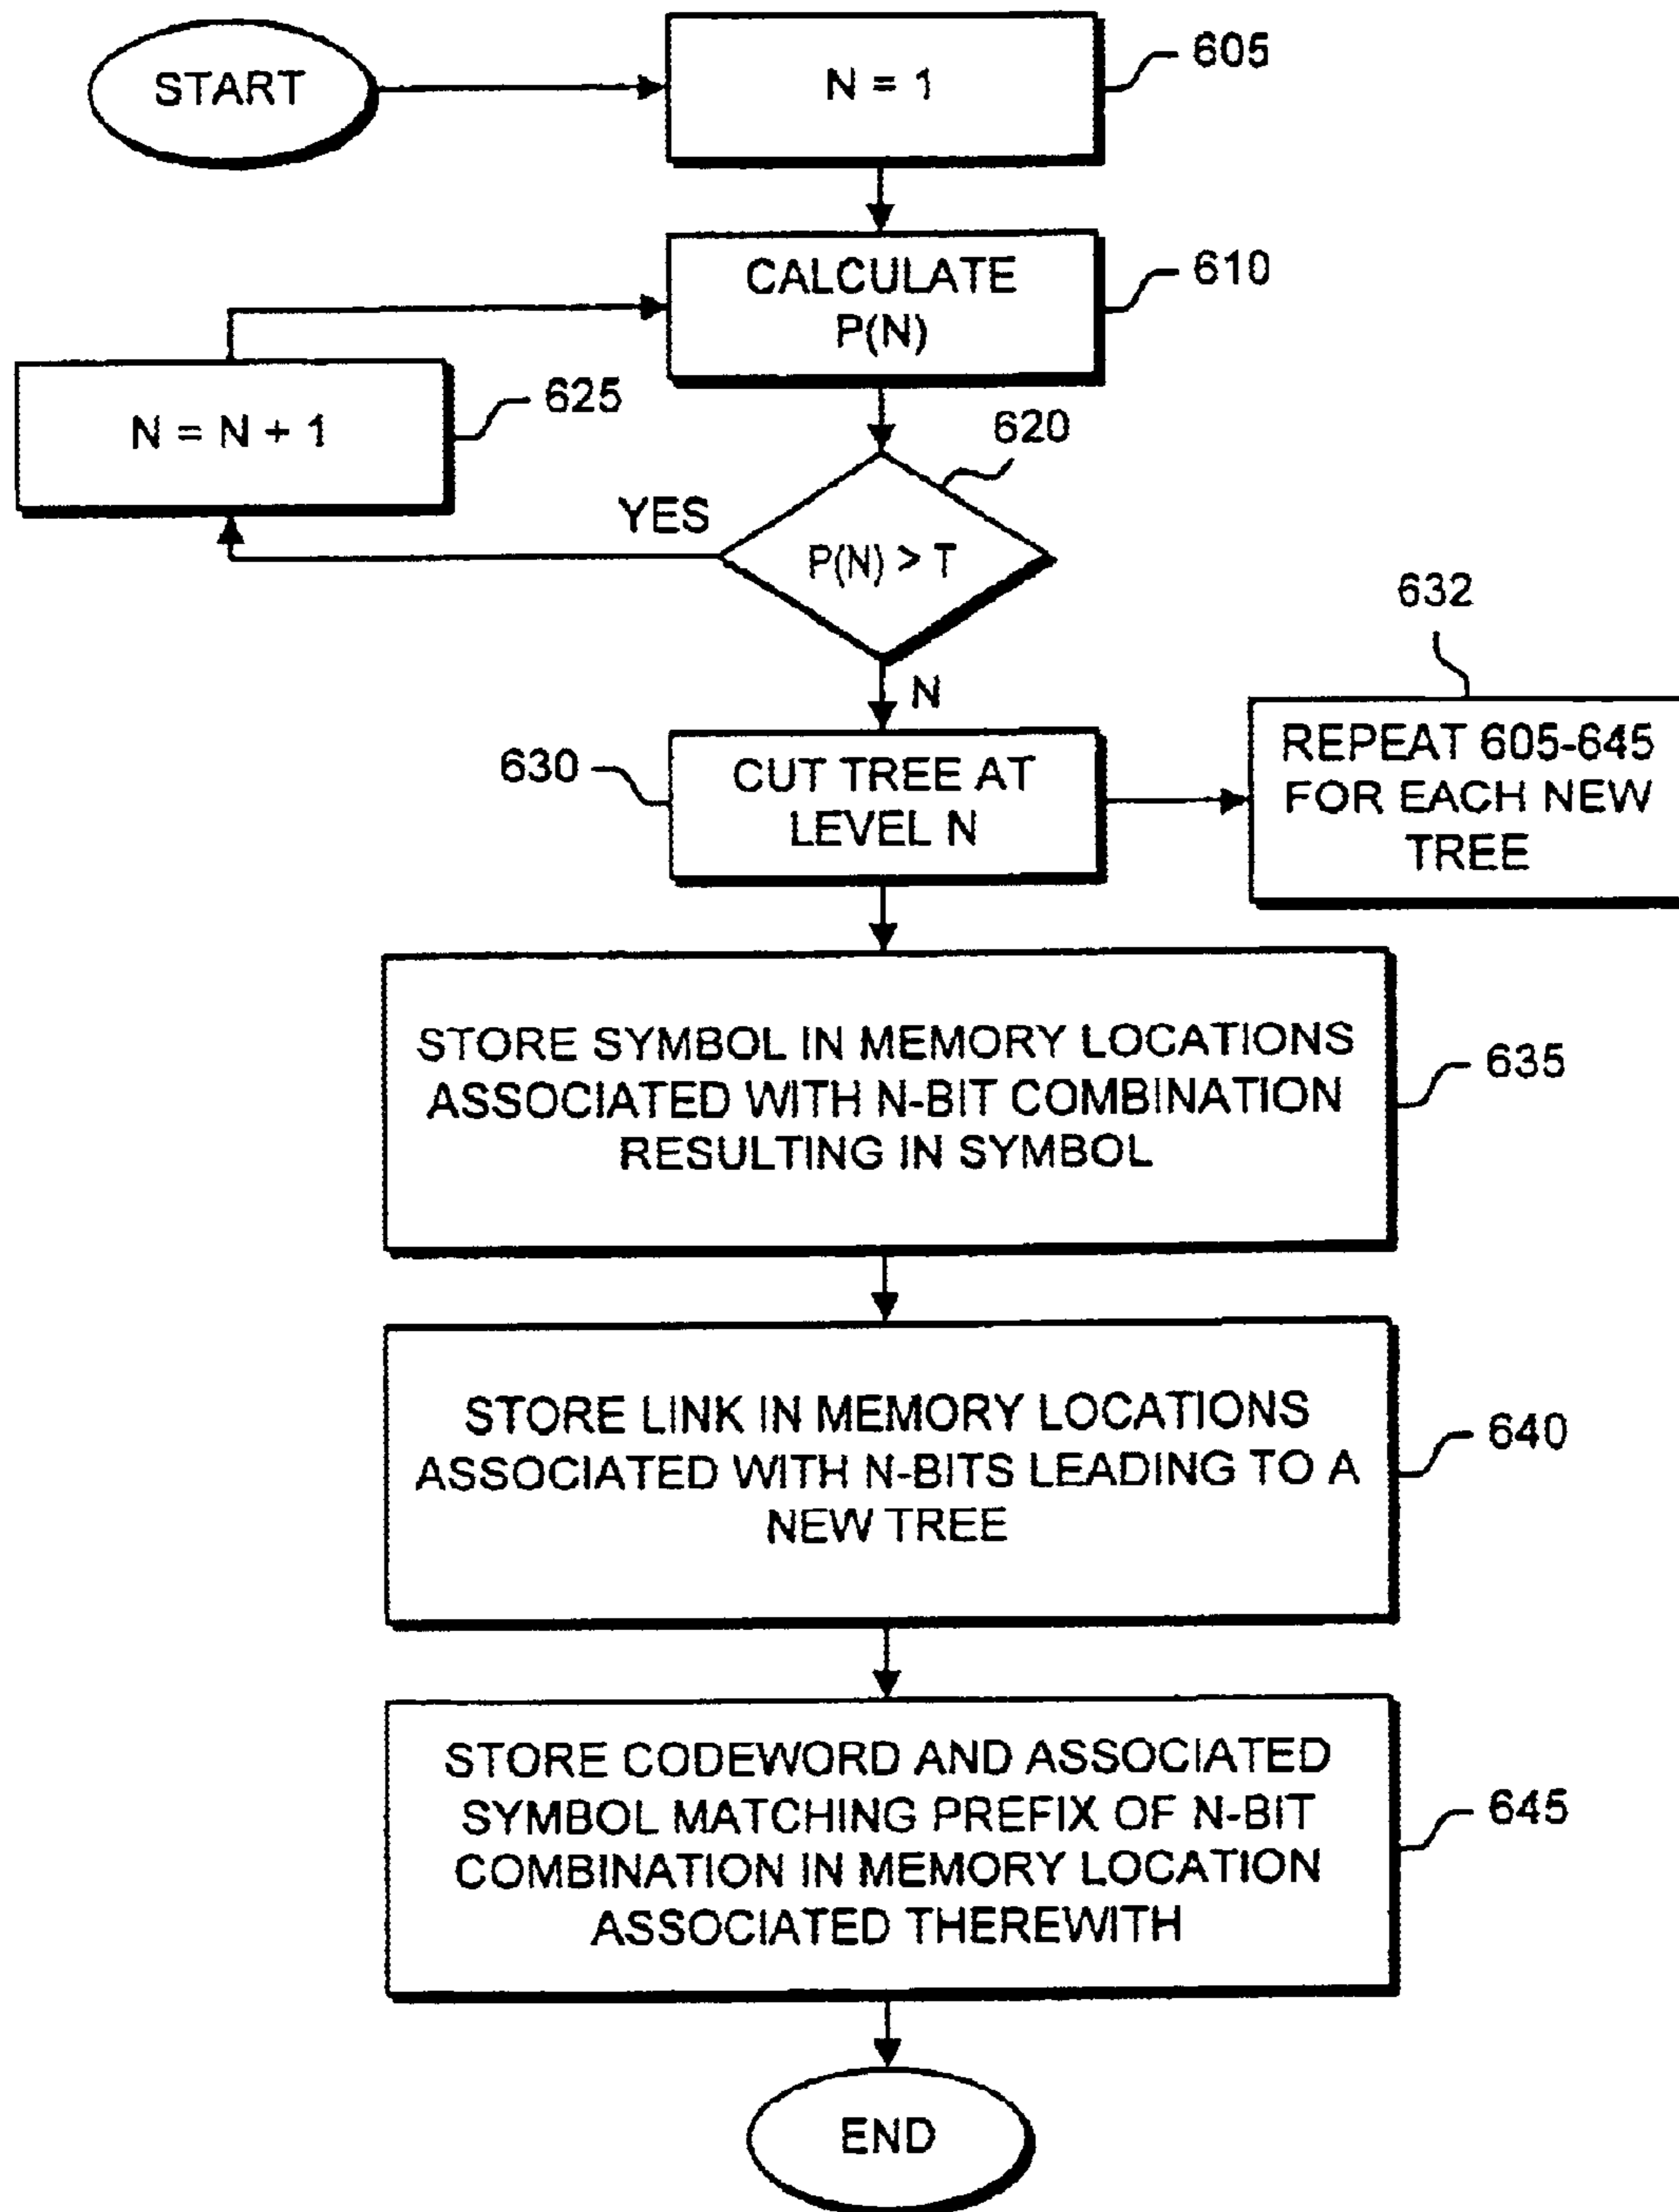 START
N = 1
605
CALCULATE
P(N)
610
N = N + 1
625
620
YES
P(N) > T
632
N
630
CUT TREE AT
LEVEL N
REPEAT 605-645
FOR EACH NEW
TREE
STORE SYMBOL IN MEMORY LOCATIONS
ASSOCIATED WITH N-BIT COMBINATION
RESULTING IN SYMBOL
635
STORE LINK IN MEMORY LOCATIONS
ASSOCIATED WITH N-BITS LEADING TO A
NEW TREE
640
STORE CODEWORD AND ASSOCIATED
SYMBOL MATCHING PREFIX OF N-BIT
COMBINATION IN MEMORY LOCATION
ASSOCIATED THEREWITH
645
END